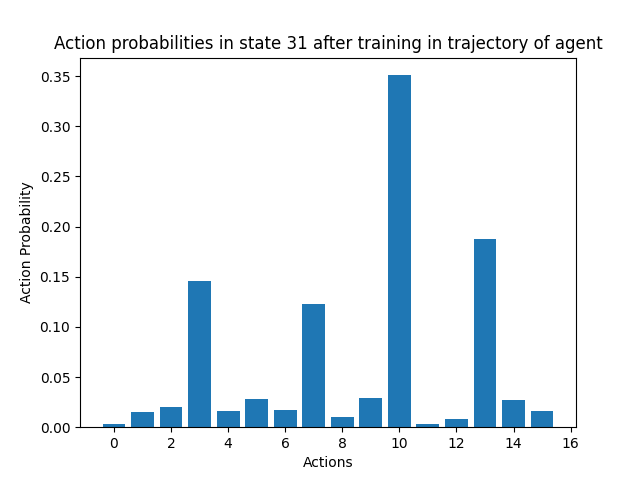 Action probabilities in state 31 after training in trajectory of agent
0.35
0.30
0.25
0.20
0.15
0.10
0.05
0.00
Action Probability
0 2 4 6 8 10 12 14 16
Actions